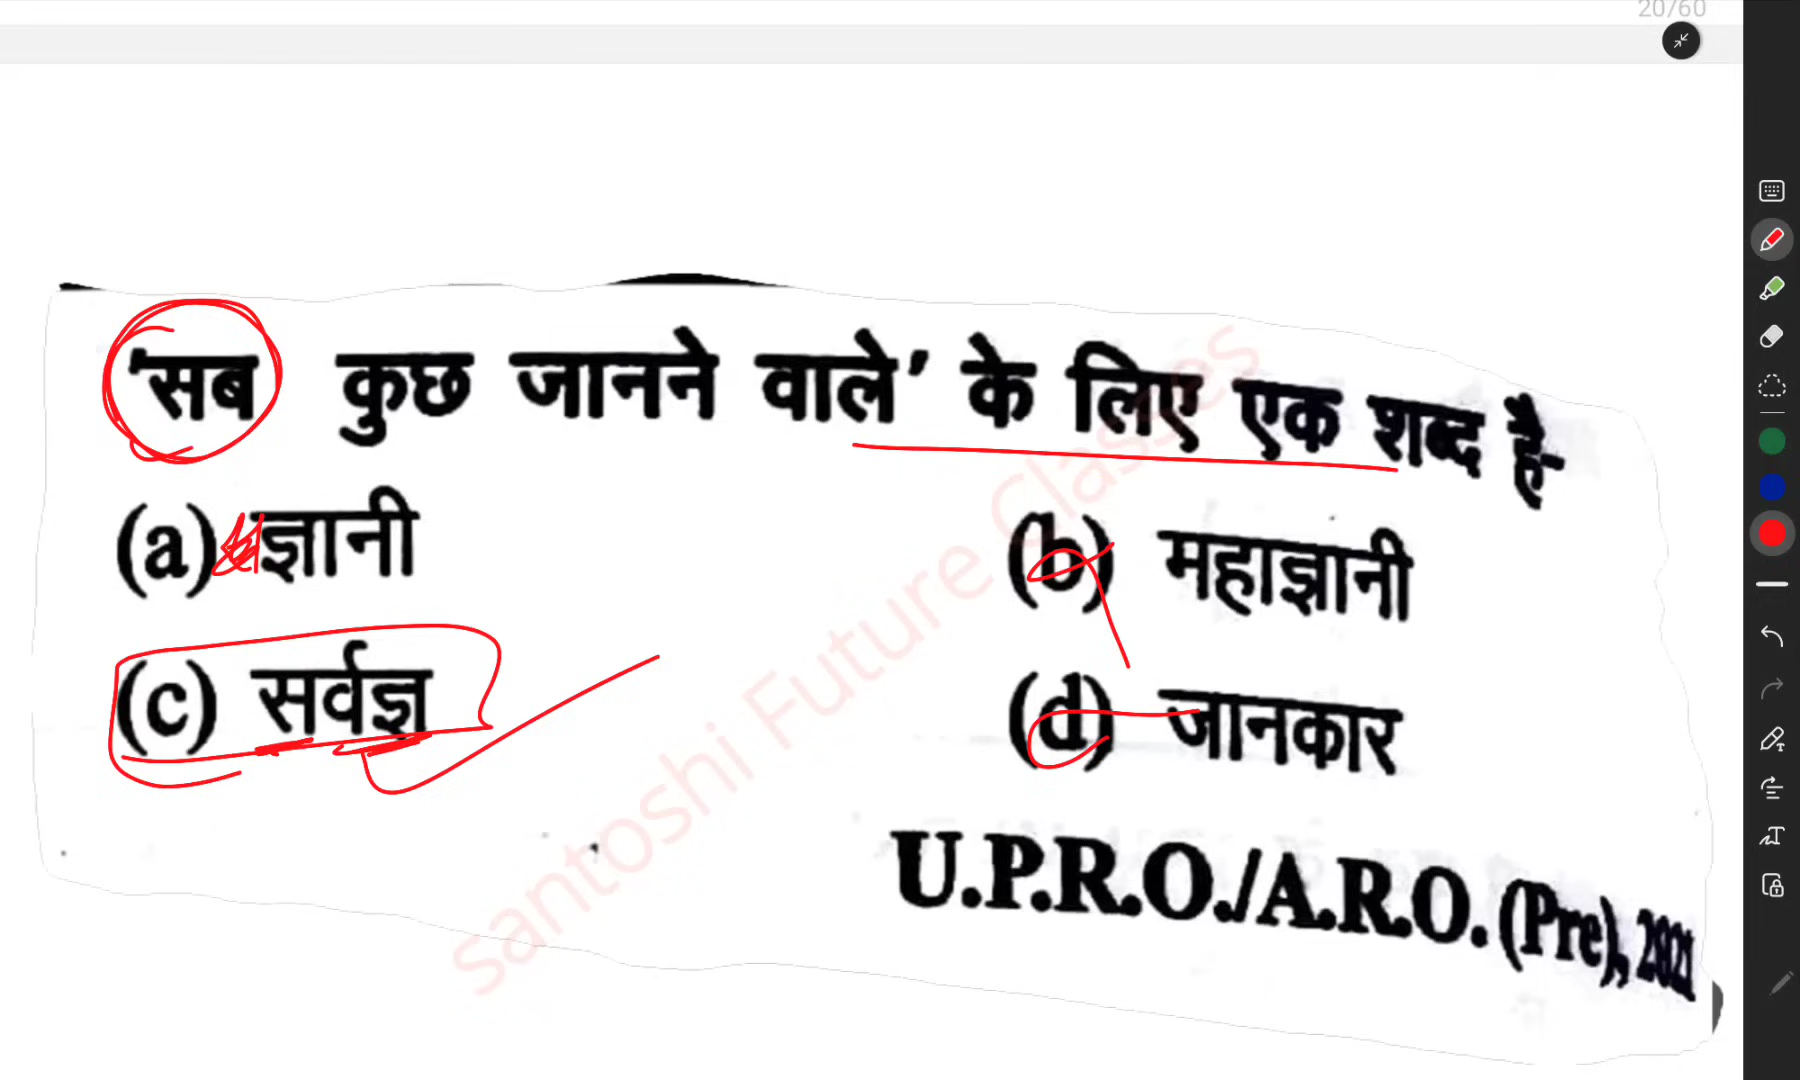 20/60
'सब कुछ जानने वाले' के लिए एक शब्द है-
(a) ज्ञानी (b) महाज्ञानी
(c) सर्वज्ञ (d) जानकार
U.P.R.O./A.R.O. (Pre), 2021
Santoshi Future Classes